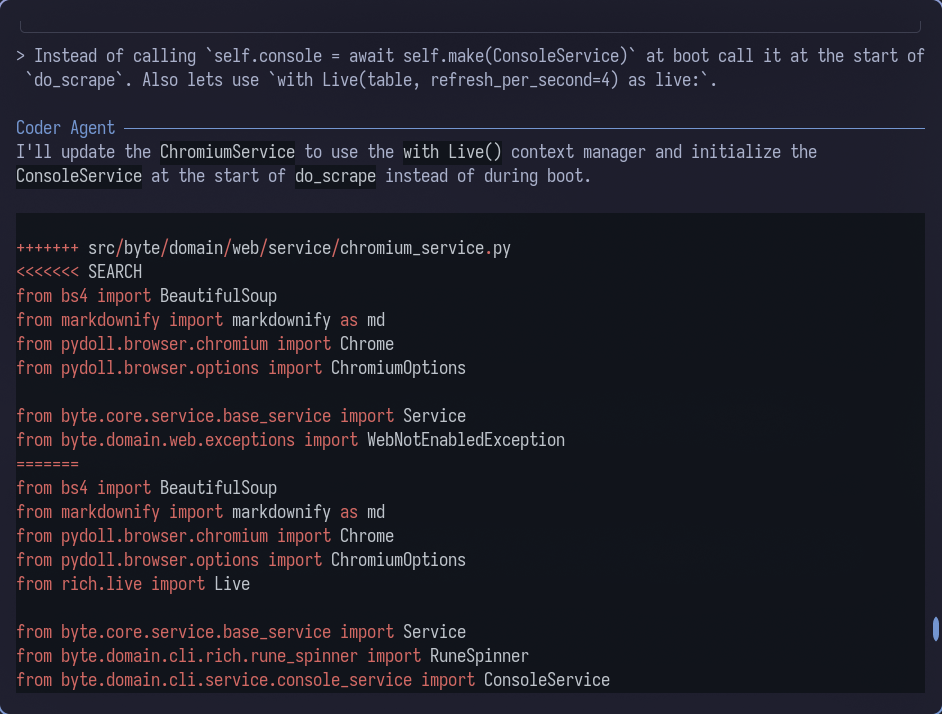 > Instead of calling `self.console = await self.make(ConsoleService)` at boot call it at the start of
`do_scrape`. Also lets use `with Live(table, refresh_per_second=4) as live:`.
Coder Agent
I'll update the ChromiumService to use the with Live() context manager and initialize the
ConsoleService at the start of do_scrape instead of during boot.
+++++++ src/byte/domain/web/service/chromium_service.py
<<<<<<< SEARCH
from bs4 import BeautifulSoup
from markdownify import markdownify as md
from pydoll.browser.chromium import Chrome
from pydoll.browser.options import ChromiumOptions
from byte.core.service.base_service import Service
from byte.domain.web.exceptions import WebNotEnabledException
=======
from bs4 import BeautifulSoup
from markdownify import markdownify as md
from pydoll.browser.chromium import Chrome
from pydoll.browser.options import ChromiumOptions
from rich.live import Live
from byte.core.service.base_service import Service
from byte.domain.cli.rich.rune_spinner import RuneSpinner
from byte.domain.cli.service.console_service import ConsoleService